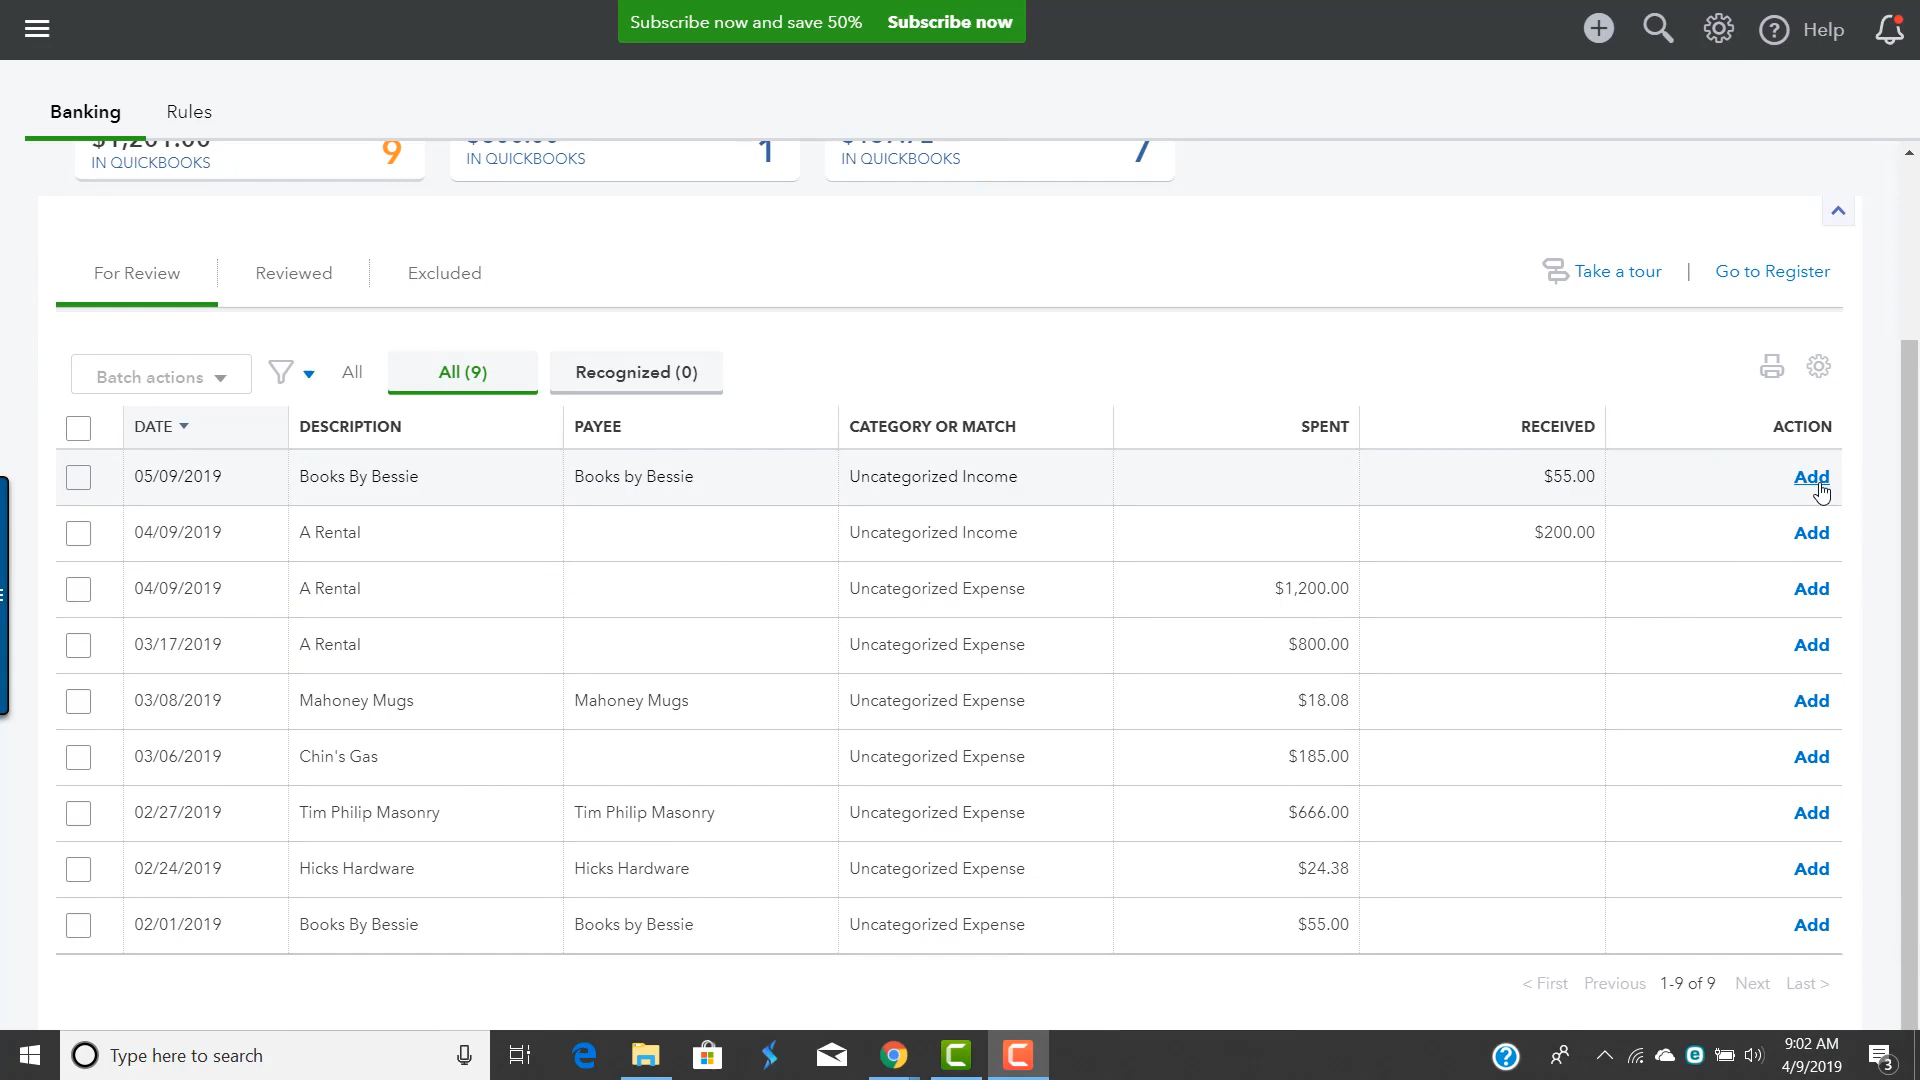 Subscribe now and save 50% Subscribe now
Help
Banking Rules
$1,201.00 9
IN QUICKBOOKS
1
IN QUICKBOOKS
7
IN QUICKBOOKS
For Review Reviewed Excluded
Take a tour | Go to Register
Batch actions All All (9) Recognized (0)
DATE DESCRIPTION PAYEE CATEGORY OR MATCH SPENT RECEIVED ACTION
05/09/2019 Books By Bessie Books by Bessie Uncategorized Income $55.00 Add
04/09/2019 A Rental Uncategorized Income $200.00 Add
04/09/2019 A Rental Uncategorized Expense $1,200.00 Add
03/17/2019 A Rental Uncategorized Expense $800.00 Add
03/08/2019 Mahoney Mugs Mahoney Mugs Uncategorized Expense $18.08 Add
03/06/2019 Chin's Gas Uncategorized Expense $185.00 Add
02/27/2019 Tim Philip Masonry Tim Philip Masonry Uncategorized Expense $666.00 Add
02/24/2019 Hicks Hardware Hicks Hardware Uncategorized Expense $24.38 Add
02/01/2019 Books By Bessie Books by Bessie Uncategorized Expense $55.00 Add
< First Previous 1-9 of 9 Next Last >
Type here to search
9:02 AM
4/9/2019
3